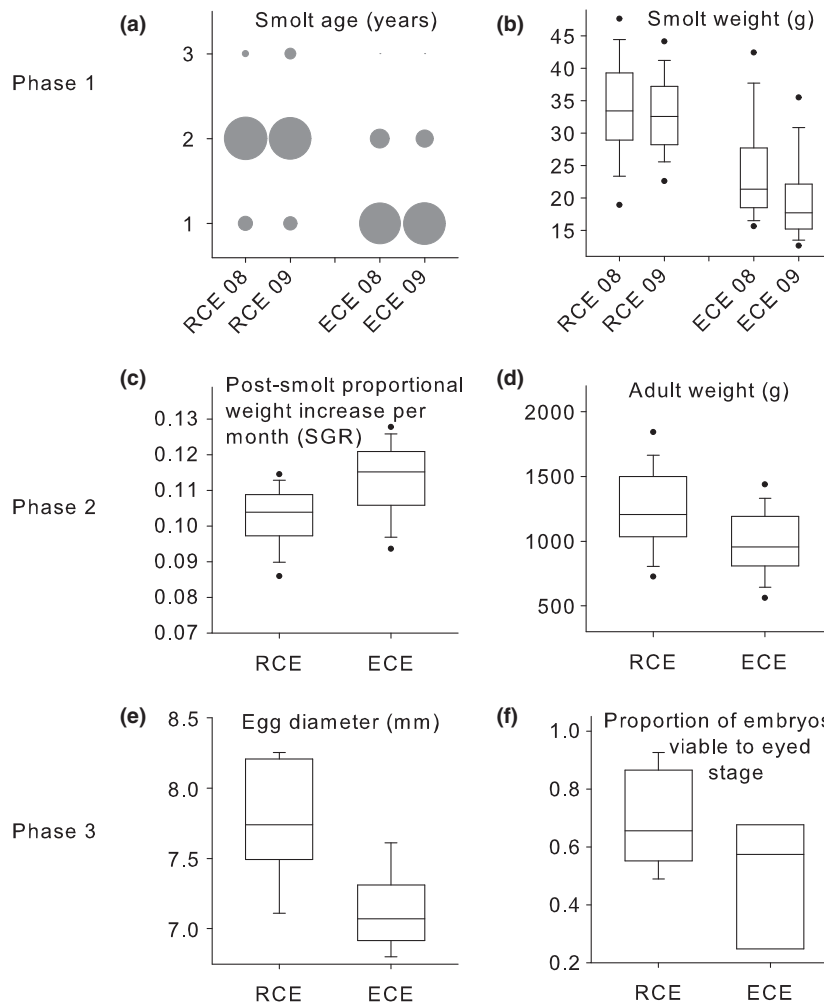 (a) Smolt age (years)
3
2
1
RCE 08
RCE 09
ECE 08
ECE 09
Phase 1
(b) Smolt weight (g)
45
40
35
30
25
20
15
RCE 08
RCE 09
ECE 08
ECE 09
(c) Post-smolt proportional
weight increase per
month (SGR)
0.13
0.12
0.11
0.10
0.09
0.08
0.07
RCE ECE
Phase 2
(d) Adult weight (g)
2000
1500
1000
500
RCE ECE
(e) Egg diameter (mm)
8.5
8.0
7.5
7.0
RCE ECE
Phase 3
(f) Proportion of embryos
viable to eyed
stage
1.0
0.8
0.6
0.4
0.2
RCE ECE